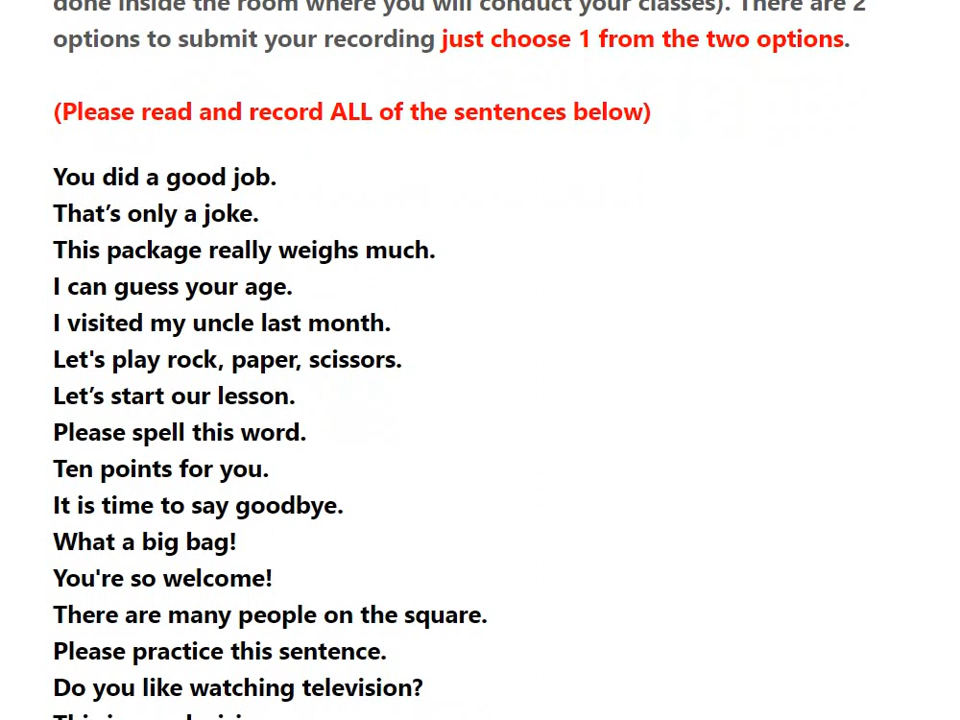 done inside the room where you will conduct your classes). There are 2
options to submit your recording just choose 1 from the two options.
(Please read and record ALL of the sentences below)
You did a good job.
That’s only a joke.
This package really weighs much.
I can guess your age.
I visited my uncle last month.
Let's play rock, paper, scissors.
Let’s start our lesson.
Please spell this word.
Ten points for you.
It is time to say goodbye.
What a big bag!
You're so welcome!
There are many people on the square.
Please practice this sentence.
Do you like watching television?